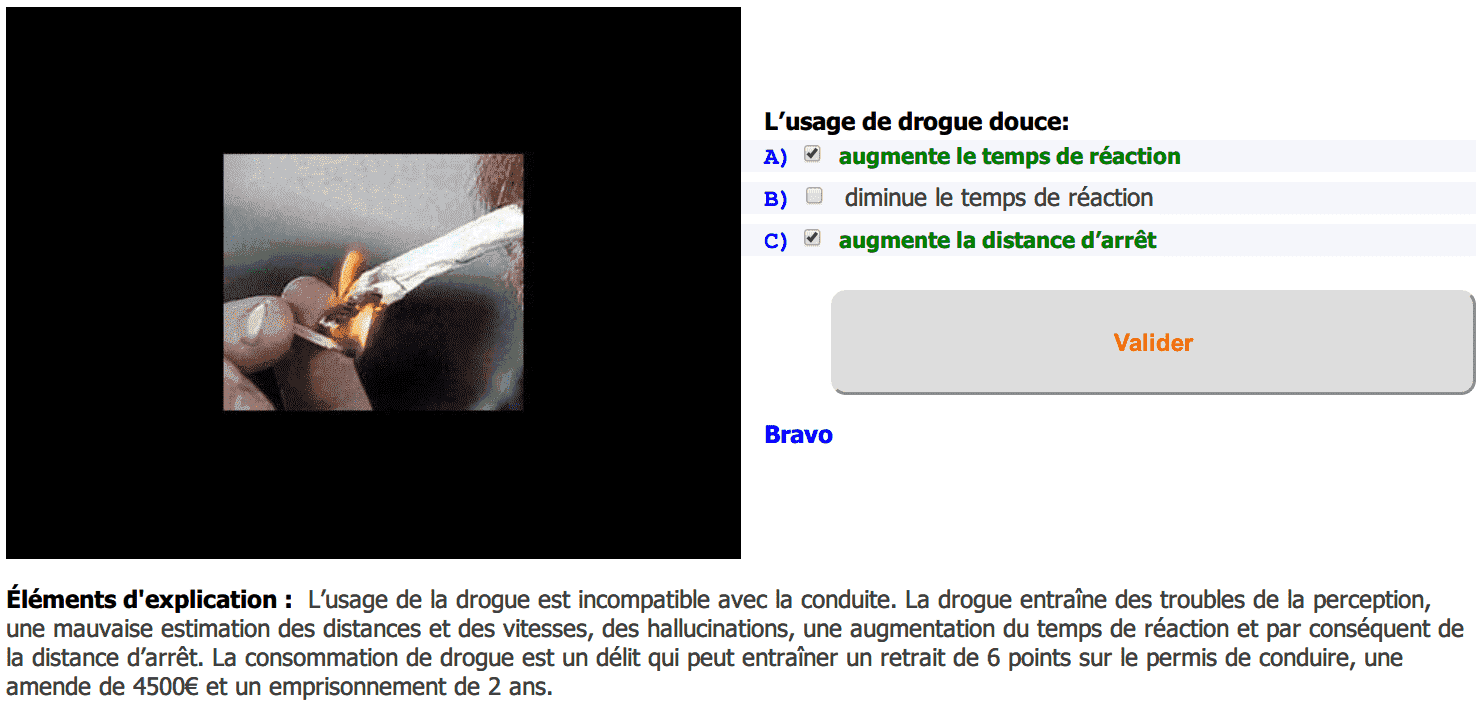 L’usage de drogue douce:
A) augmente le temps de réaction
B) diminue le temps de réaction
C) augmente la distance d’arrêt
Valider
Bravo
Éléments d'explication : L’usage de la drogue est incompatible avec la conduite. La drogue entraîne des troubles de la perception,
une mauvaise estimation des distances et des vitesses, des hallucinations, une augmentation du temps de réaction et par conséquent de
la distance d’arrêt. La consommation de drogue est un délit qui peut entraîner un retrait de 6 points sur le permis de conduire, une
amende de 4500€ et un emprisonnement de 2 ans.